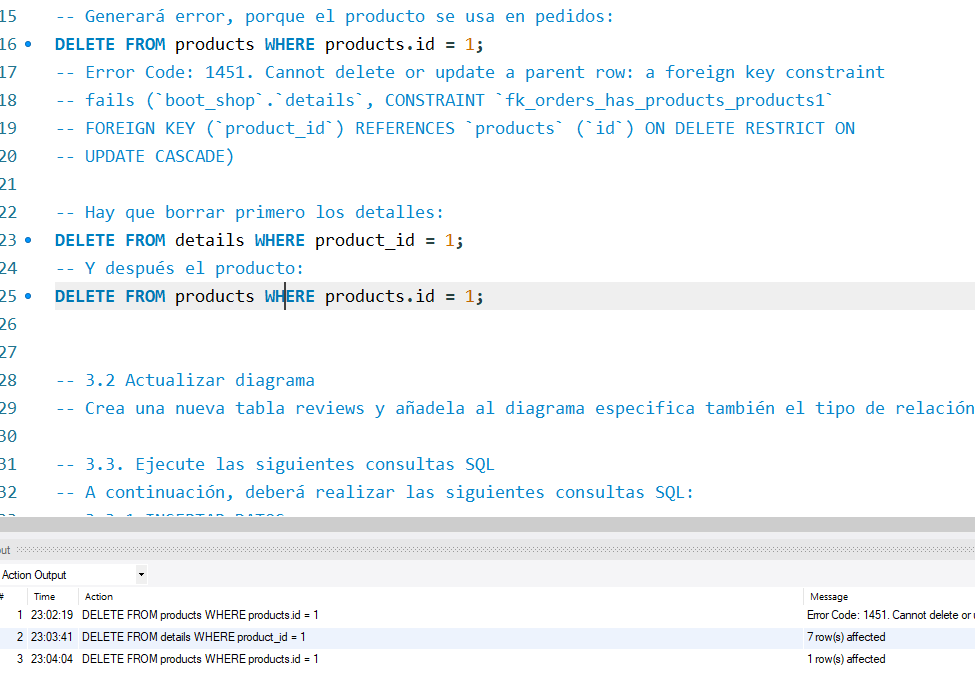 15 -- Generará error, porque el producto se usa en pedidos:
16 DELETE FROM products WHERE products.id = 1;
17 -- Error Code: 1451. Cannot delete or update a parent row: a foreign key constraint
18 -- fails (`boot_shop`.`details`, CONSTRAINT `fk_orders_has_products_products1`
19 -- FOREIGN KEY (`product_id`) REFERENCES `products` (`id`) ON DELETE RESTRICT ON
20 -- UPDATE CASCADE)
21
22 -- Hay que borrar primero los detalles:
23 DELETE FROM details WHERE product_id = 1;
24 -- Y después el producto:
25 DELETE FROM products WHERE products.id = 1;
26
27
28 -- 3.2 Actualizar diagrama
29 -- Crea una nueva tabla reviews y añadela al diagrama especifica también el tipo de relación
30
31 -- 3.3. Ejecute las siguientes consultas SQL
32 -- A continuación, deberá realizar las siguientes consultas SQL:
-- 3.3.1 INSERTAR DATOS
Action Output
# Time Action Message
1 23:02:19 DELETE FROM products WHERE products.id = 1 Error Code: 1451. Cannot delete or
2 23:03:41 DELETE FROM details WHERE product_id = 1 7 row(s) affected
3 23:04:04 DELETE FROM products WHERE products.id = 1 1 row(s) affected